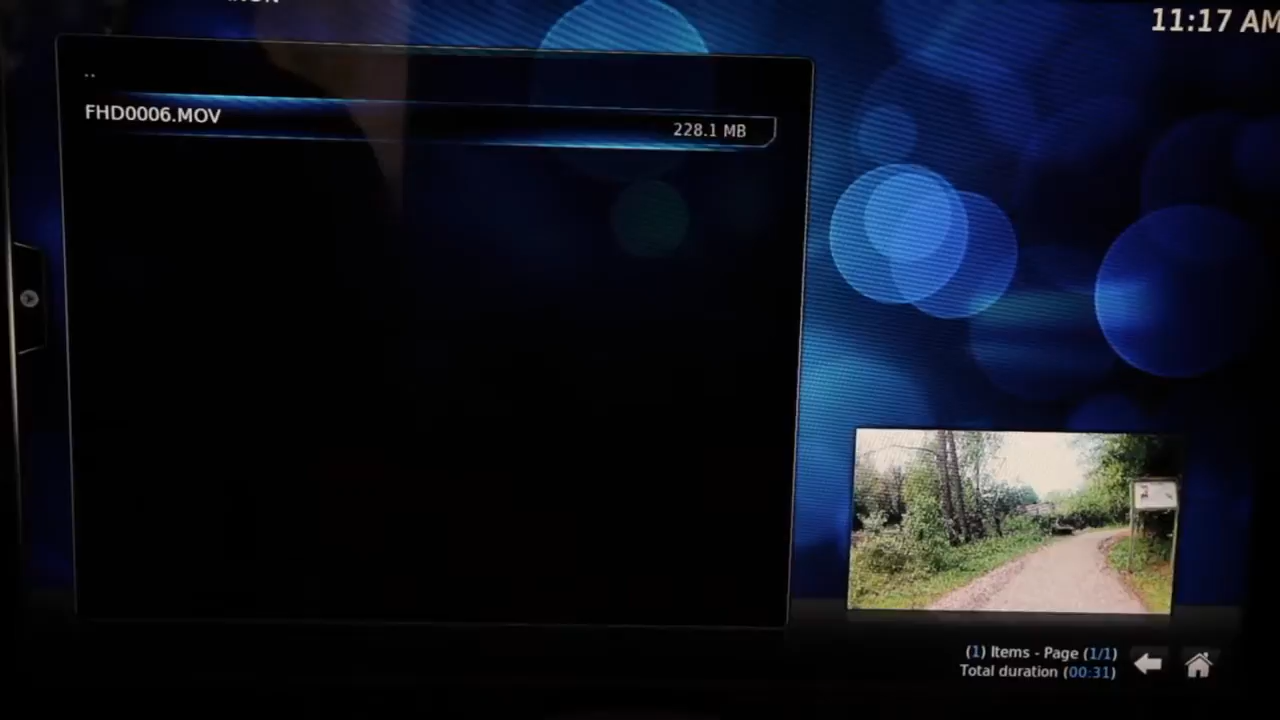 11:17 AM
..
FHD0006.MOV
228.1 MB
(1) Items - Page (1/1)
Total duration (00:31)